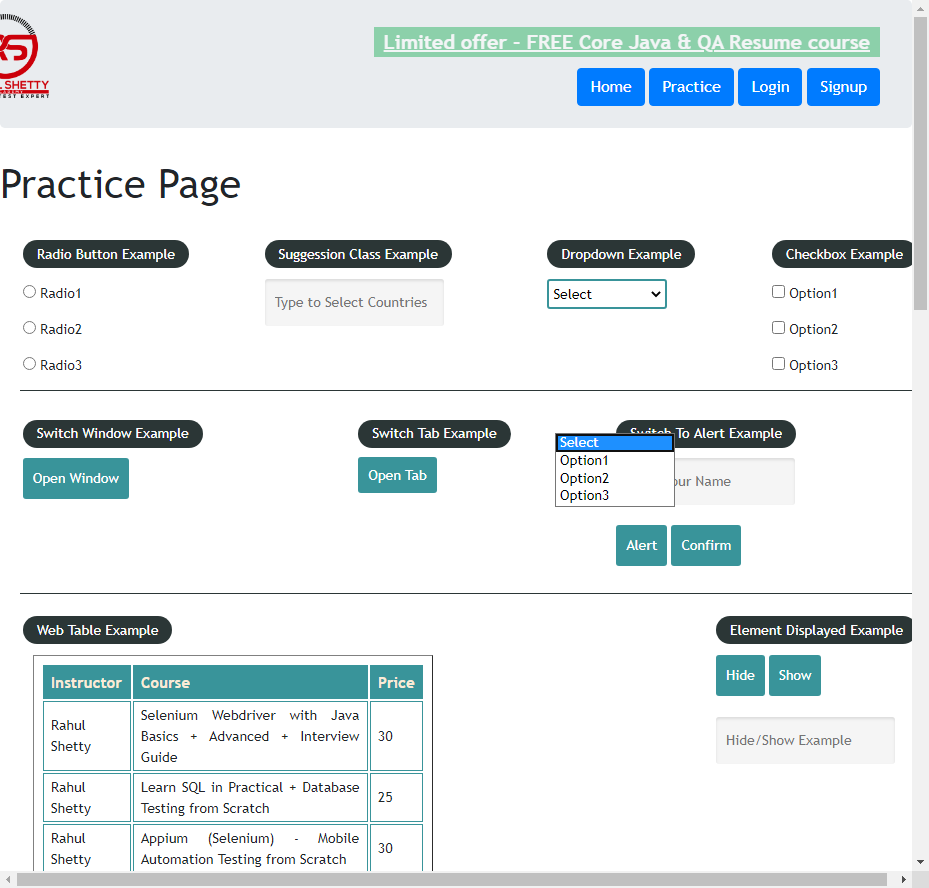 Limited offer - FREE Core Java & QA Resume course
SHETTY
TEST EXPERT
Home Practice Login Signup
Practice Page
Radio Button Example Suggession Class Example Dropdown Example Checkbox Example
Radio1 Type to Select Countries Select Option1
Radio2 Option2
Radio3 Option3
Switch Window Example Switch Tab Example Switch To Alert Example
Open Window Open Tab
Select
Option1
Option2
Option3
Your Name
Alert Confirm
Web Table Example Element Displayed Example
Hide Show
Hide/Show Example
Instructor Course Price
Rahul Shetty Selenium Webdriver with Java
Basics + Advanced + Interview
Guide 30
Rahul Shetty Learn SQL in Practical + Database
Testing from Scratch 25
Rahul Shetty Appium (Selenium) - Mobile
Automation Testing from Scratch 30